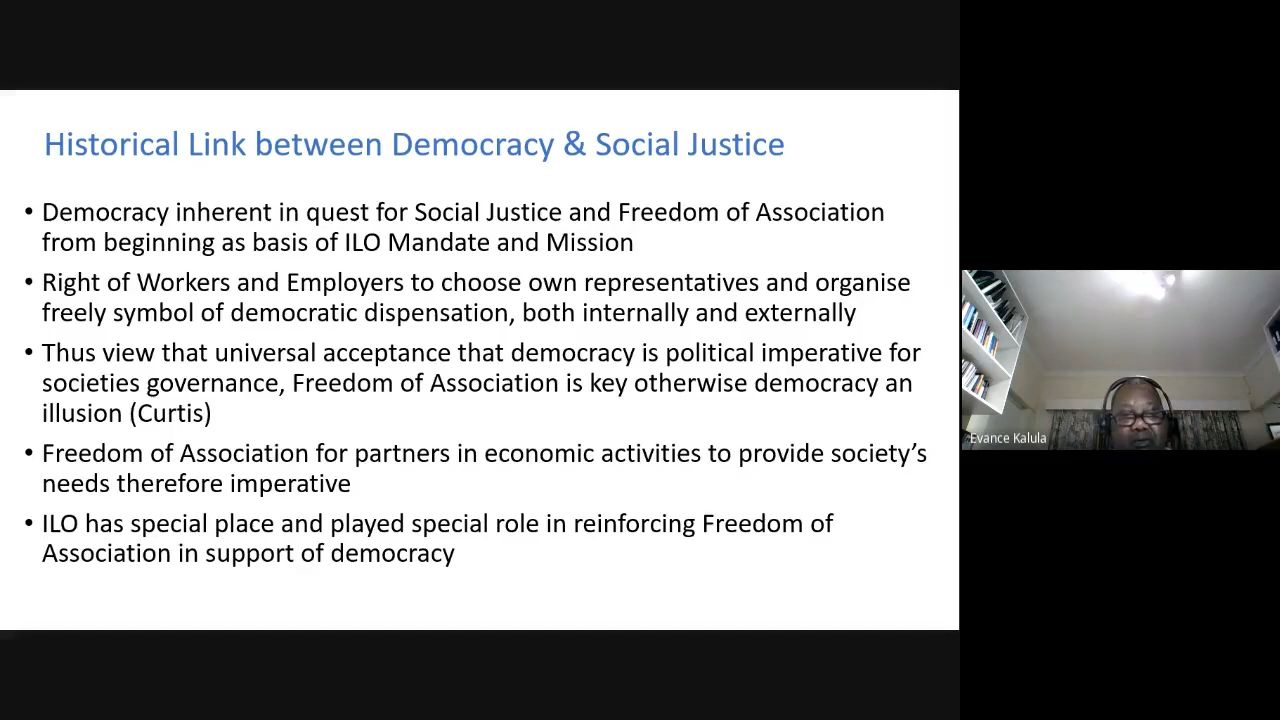 Historical Link between Democracy & Social Justice
• Democracy inherent in quest for Social Justice and Freedom of Association
from beginning as basis of ILO Mandate and Mission
• Right of Workers and Employers to choose own representatives and organise
freely symbol of democratic dispensation, both internally and externally
• Thus view that universal acceptance that democracy is political imperative for
societies governance, Freedom of Association is key otherwise democracy an
illusion (Curtis)
• Freedom of Association for partners in economic activities to provide society’s
needs therefore imperative
• ILO has special place and played special role in reinforcing Freedom of
Association in support of democracy
Evance Kalula